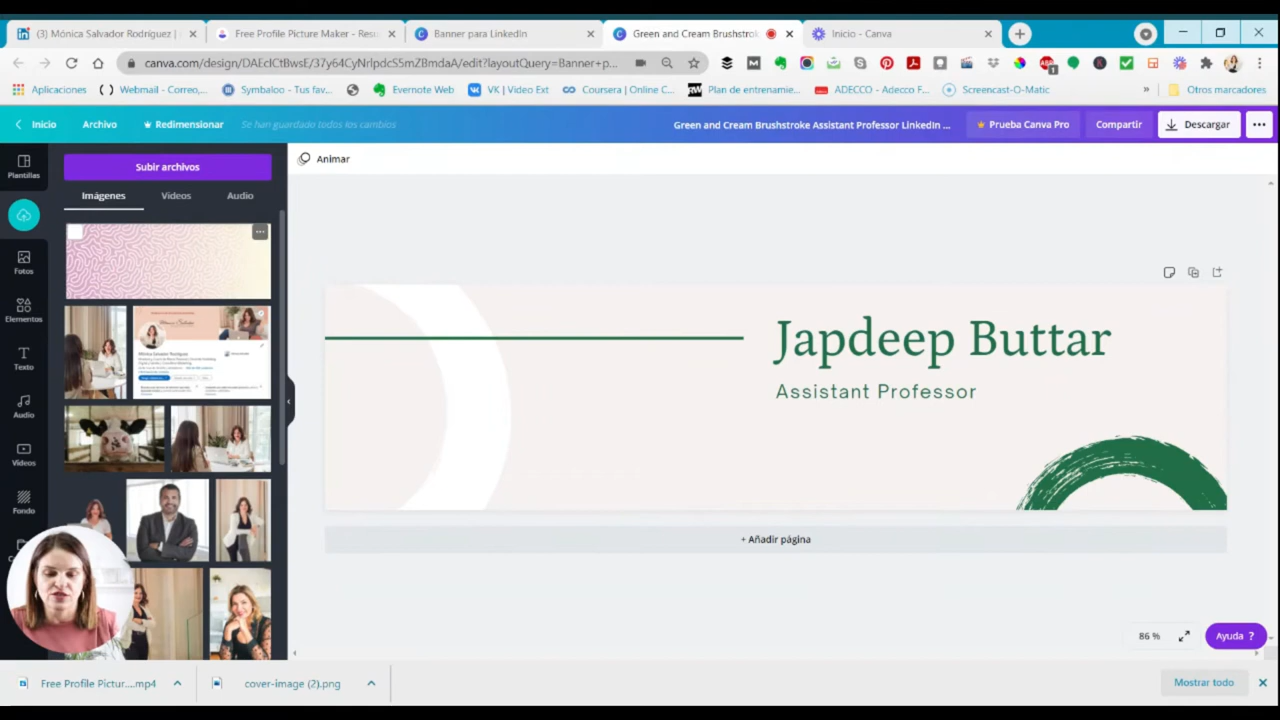 (3) Mónica Salvador Rodríguez |
Free Profile Picture Maker - Resu
Banner para LinkedIn
Green and Cream Brushstrok
Inicio - Canva
canva.com/design/DAEcICtBwsE/37y64CyNrlpdcS5mZBmdaA/edit?layoutQuery=Banner+p...
Aplicaciones
Webmail - Correo,...
Symbaloo - Tus fav...
Evernote Web
VK | Video Ext
Coursera | Online C...
Plan de entrenamie...
ADECCO - Adecco F...
Screencast-O-Matic
»
Otros marcadores
Inicio
Archivo
Redimensionar
Se han guardado todos los cambios
Green and Cream Brushstroke Assistant Professor LinkedIn ...
Prueba Canva Pro
Compartir
Descargar
Plantillas
Subir archivos
Animar
Imágenes
Videos
Audio
Fotos
Elementos
Texto
Audio
Videos
Fondo
Mónica Salvador Rodríguez
Japdeep Buttar
Assistant Professor
+ Añadir página
86 %
Ayuda ?
Free Profile Pictur....mp4
cover-image (2).png
Mostrar todo